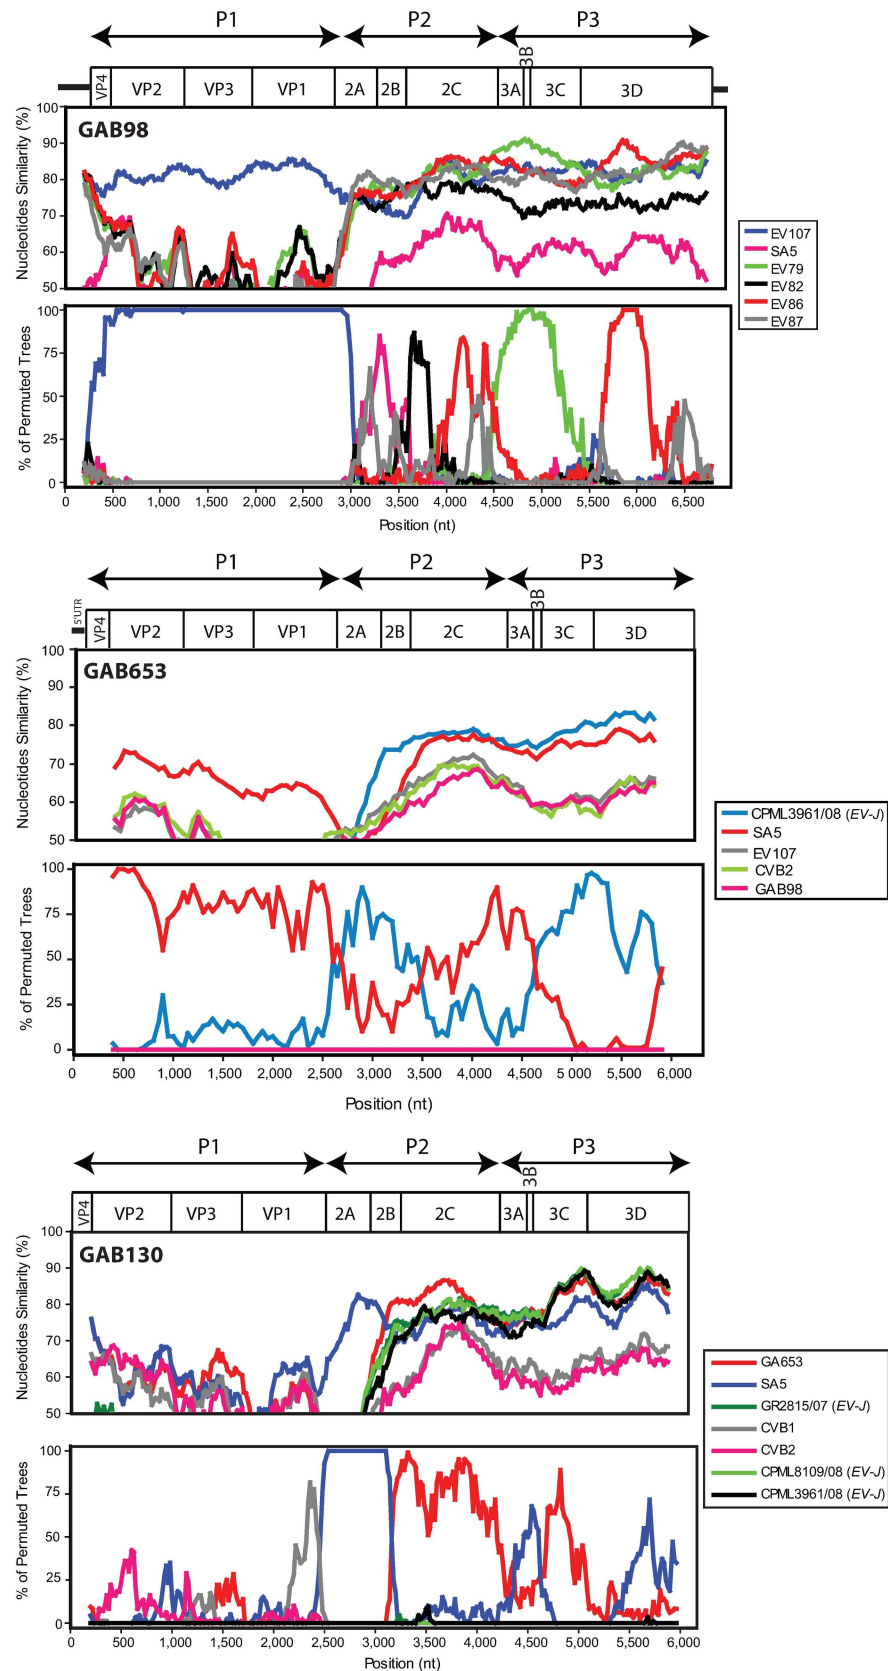 P1 P2 P3
3B
VP4 VP2 VP3 VP1 2A 2B 2C 3A 3C 3D
100
90
80
70
60
50
Nucleotides Similarity (%)
GAB98
EV107
SA5
EV79
EV82
EV86
EV87
100
75
50
25
0
% of Permuted Trees
0 500 1,000 1,500 2,000 2,500 3,000 3,500 4,000 4,500 5,000 5,500 6,000 6,500
Position (nt)
P1 P2 P3
5'UTR
3B
VP4 VP2 VP3 VP1 2A 2B 2C 3A 3C 3D
100
90
80
70
60
50
Nucleotides Similarity (%)
GAB653
CPML3961/08 (EV-J)
SA5
EV107
CVB2
GAB98
100
75
50
25
0
% of Permuted Trees
0 500 1,000 1,500 2,000 2,500 3,000 3,500 4,000 4,500 5 000 5,500 6,000
Position (nt)
P1 P2 P3
3B
VP4 VP2 VP3 VP1 2A 2B 2C 3A 3C 3D
100
90
80
70
60
50
Nucleotides Similarity (%)
GAB130
GA653
SA5
GR2815/07 (EV-J)
CVB1
CVB2
CPML8109/08 (EV-J)
CPML3961/08 (EV-J)
100
75
50
25
0
% of Permuted Trees
0 500 1,000 1,500 2,000 2,500 3,000 3,500 4,000 4,500 5,000 5,500 6,000
Position (nt)